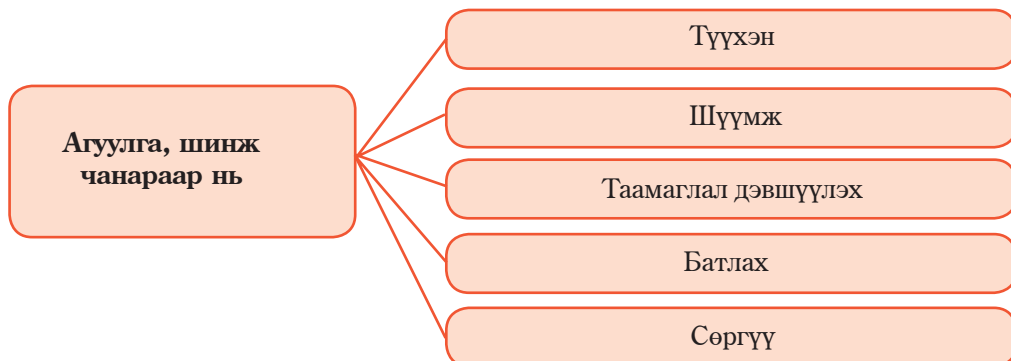 Агуулга, шинж
чанараар нь
Түүхэн
Шүүмж
Таамаглал дэвшүүлэх
Батлах
Сөргүү